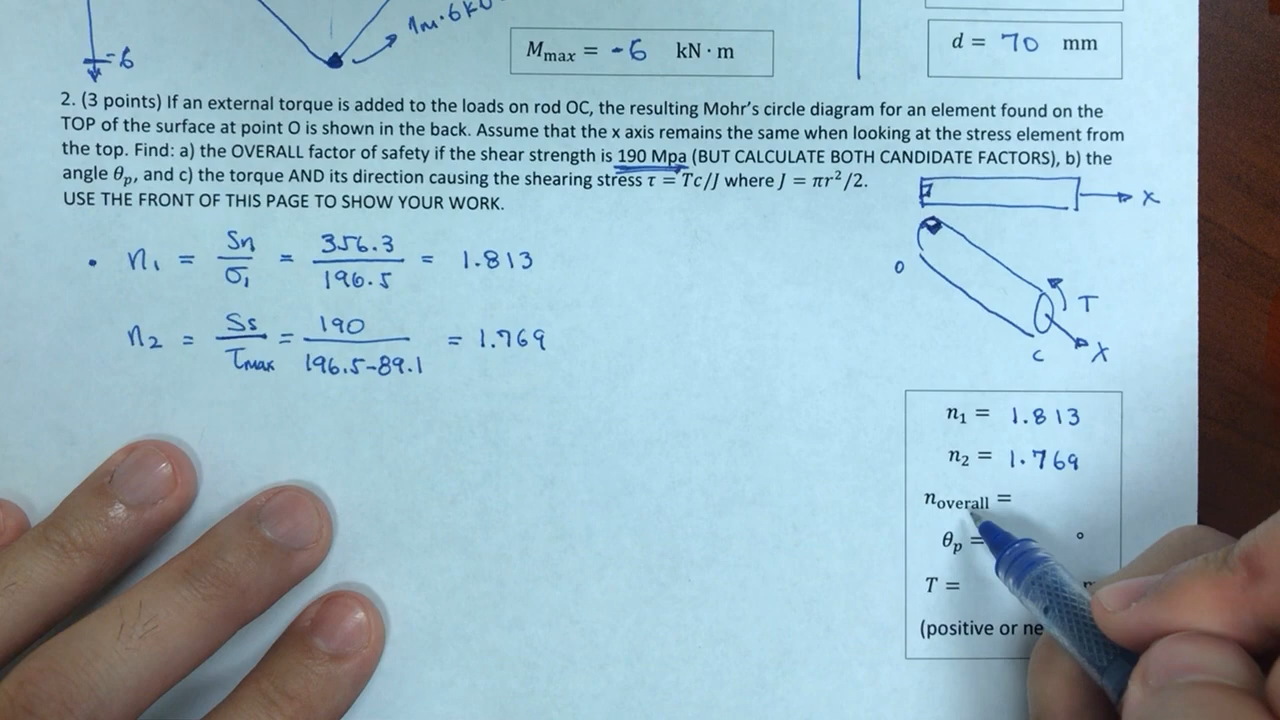 1m·6k
-6
M_max = -6 kN · m
d = 70 mm
2. (3 points) If an external torque is added to the loads on rod OC, the resulting Mohr's circle diagram for an element found on the
TOP of the surface at point O is shown in the back. Assume that the x axis remains the same when looking at the stress element from
the top. Find: a) the OVERALL factor of safety if the shear strength is 190 Mpa (BUT CALCULATE BOTH CANDIDATE FACTORS), b) the
angle θ_p, and c) the torque AND its direction causing the shearing stress τ = Tc/J where J = πr²/2.
USE THE FRONT OF THIS PAGE TO SHOW YOUR WORK.
X
• n₁ = Sn/σ₁ = 356.3/196.5 = 1.813
O
T
C
X
n₂ = Ss/τ_MAX = 190/196.5-89.1 = 1.769
n₁ = 1.813
n₂ = 1.769
n_overall =
θ_p = °
T =
(positive or ne